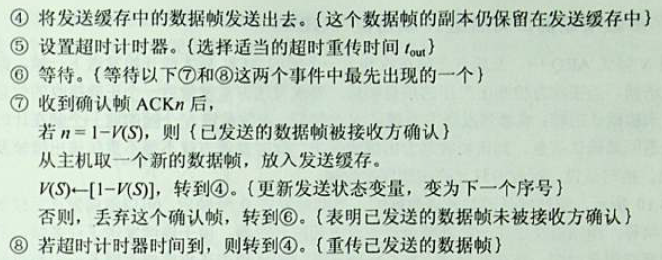 ④ 将发送缓存中的数据帧发送出去。{这个数据帧的副本仍保留在发送缓存中}
⑤ 设置超时计时器。{选择适当的超时重传时间 tout}
⑥ 等待。{等待以下⑦和⑧这两个事件中最先出现的一个}
⑦ 收到确认帧 ACKn 后，
若 n = 1−V(S)，则 {已发送的数据帧被接收方确认}
从主机取一个新的数据帧，放入发送缓存。
V(S)←[1−V(S)]，转到④。{更新发送状态变量，变为下一个序号}
否则，丢弃这个确认帧，转到⑥。{表明已发送的数据帧未被接收方确认}
⑧ 若超时计时器时间到，则转到④。{重传已发送的数据帧}